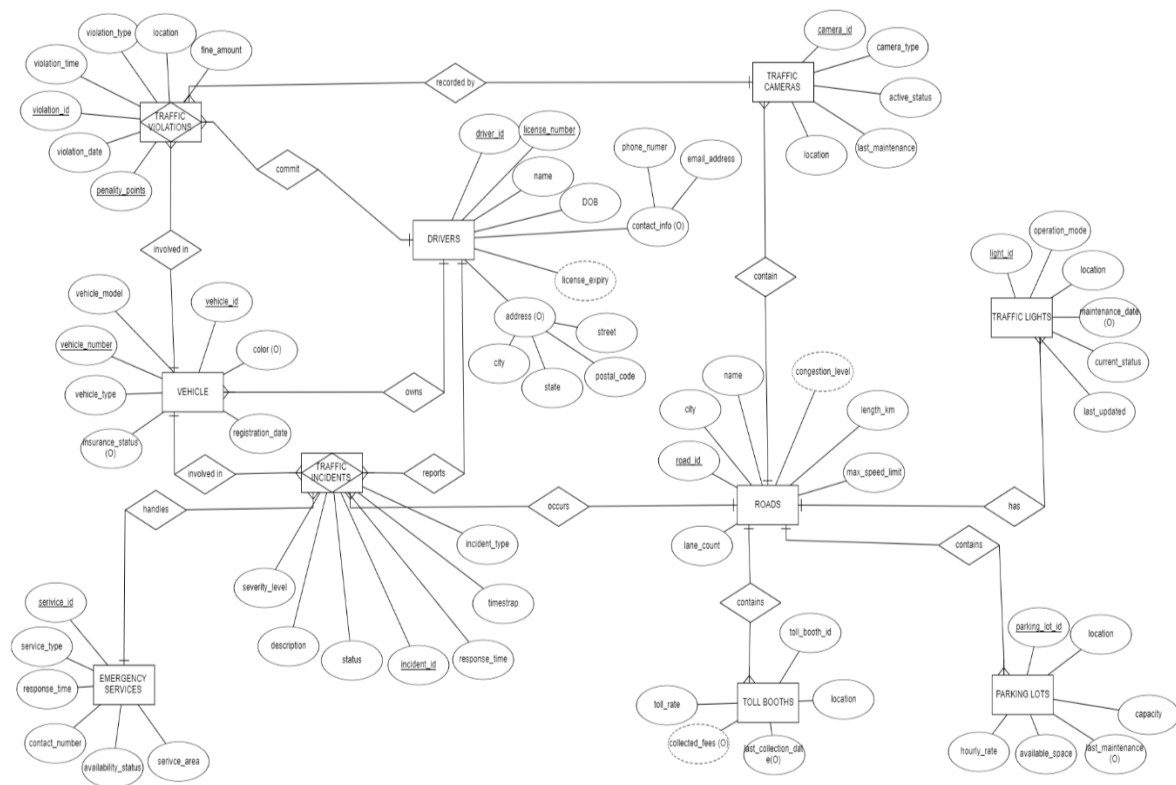 violation_type
location
fine_amount
violation_time
violation_id
TRAFFIC
VIOLATIONS
violation_date
penality_points
recorded by
camera_id
camera_type
TRAFFIC
CAMERAS
active_status
last_maintenance
location
commit
driver_id
license_number
name
DOB
phone_numer
email_address
contact_info (O)
DRIVERS
license_expiry
address (O)
street
city
state
postal_code
involved in
contain
vehicle_model
vehicle_id
vehicle_number
color (O)
vehicle_type
VEHICLE
insurance_status
(O)
registration_date
owns
light_id
operation_mode
location
TRAFFIC LIGHTS
maintenance_date
(O)
current_status
last_updated
name
congestion_level
city
length_km
road_id
max_speed_limit
ROADS
lane_count
has
involved in
TRAFFIC
INCIDENTS
reports
handles
occurs
incident_type
severity_level
timestrap
description
status
incident_id
response_time
contains
contains
serivice_id
service_type
response_time
EMERGENCY
SERVICES
contact_number
availability_status
serivce_area
toll_booth_id
toll_rate
TOLL BOOTHS
location
collected_fees (O)
last_collection_dat
e(O)
parking_lot_id
location
PARKING LOTS
capacity
hourly_rate
available_space
last_maintenance
(O)